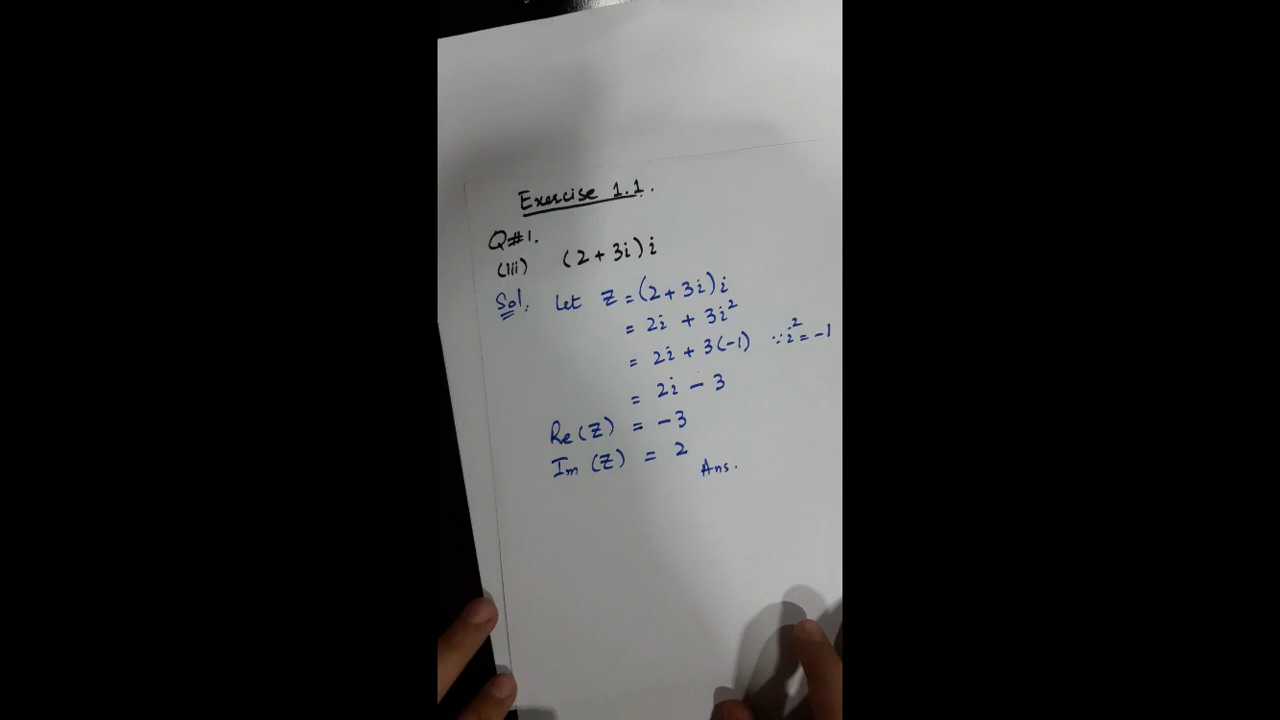 Exercise 1.1.
Q#1.
(iii) (2+3i)i
Sol. Let Z = (2+3i)i
= 2i + 3i²
= 2i + 3(-1) ∵ i² = -1
= 2i - 3
Re(Z) = -3
Im(Z) = 2
Ans.